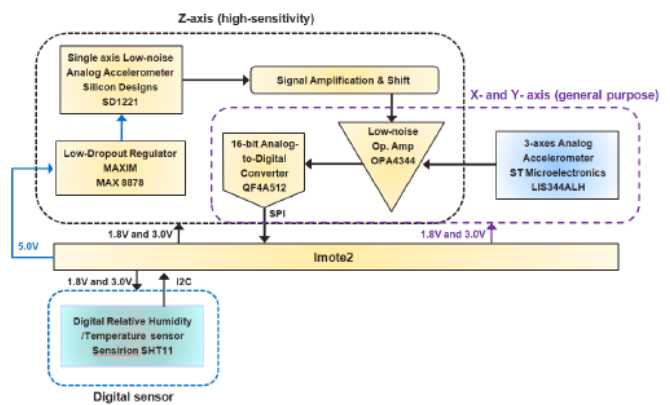 Z-axis (high-sensitivity)
Single axis Low-noise
Analog Accelerometer
Silicon Designs
SD1221
Signal Amplification & Shift
X- and Y- axis (general purpose)
Low-Dropout Regulator
MAXIM
MAX 8878
16-bit Analog-
to-Digital
Converter
QF4A512
Low-noise
Op. Amp
OPA4344
3-axes Analog
Accelerometer
ST Microelectronics
LIS344ALH
SPI
5.0V
1.8V and 3.0V
1.8V and 3.0V
Imote2
1.8V and 3.0V
I2C
Digital Relative Humidity
/Temperature sensor
Sensirion SHT11
Digital sensor